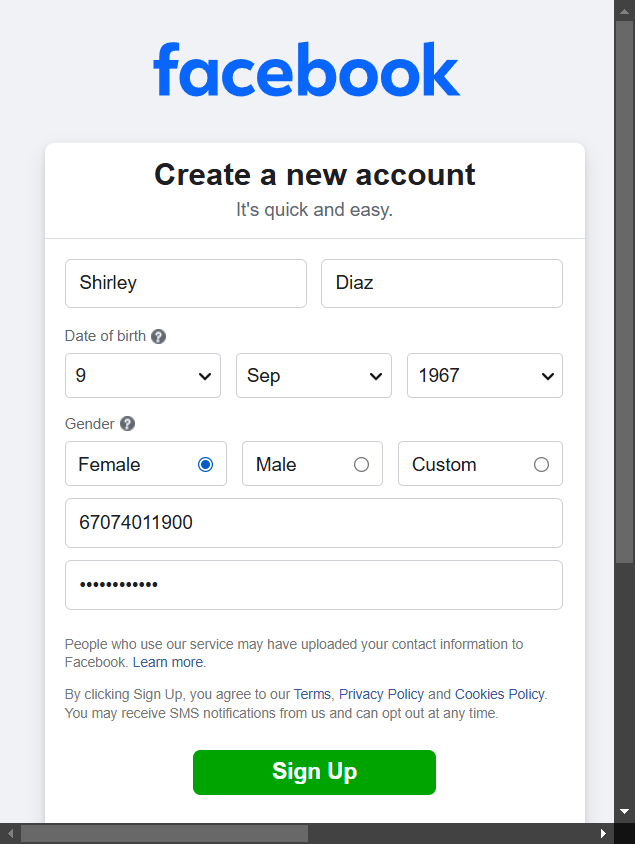 facebook
Create a new account
It's quick and easy.
Shirley Diaz
Date of birth ?
9 Sep 1967
Gender ?
Female Male Custom
67074011900
••••••••••••
People who use our service may have uploaded your contact information to
Facebook. Learn more.
By clicking Sign Up, you agree to our Terms, Privacy Policy and Cookies Policy.
You may receive SMS notifications from us and can opt out at any time.
Sign Up